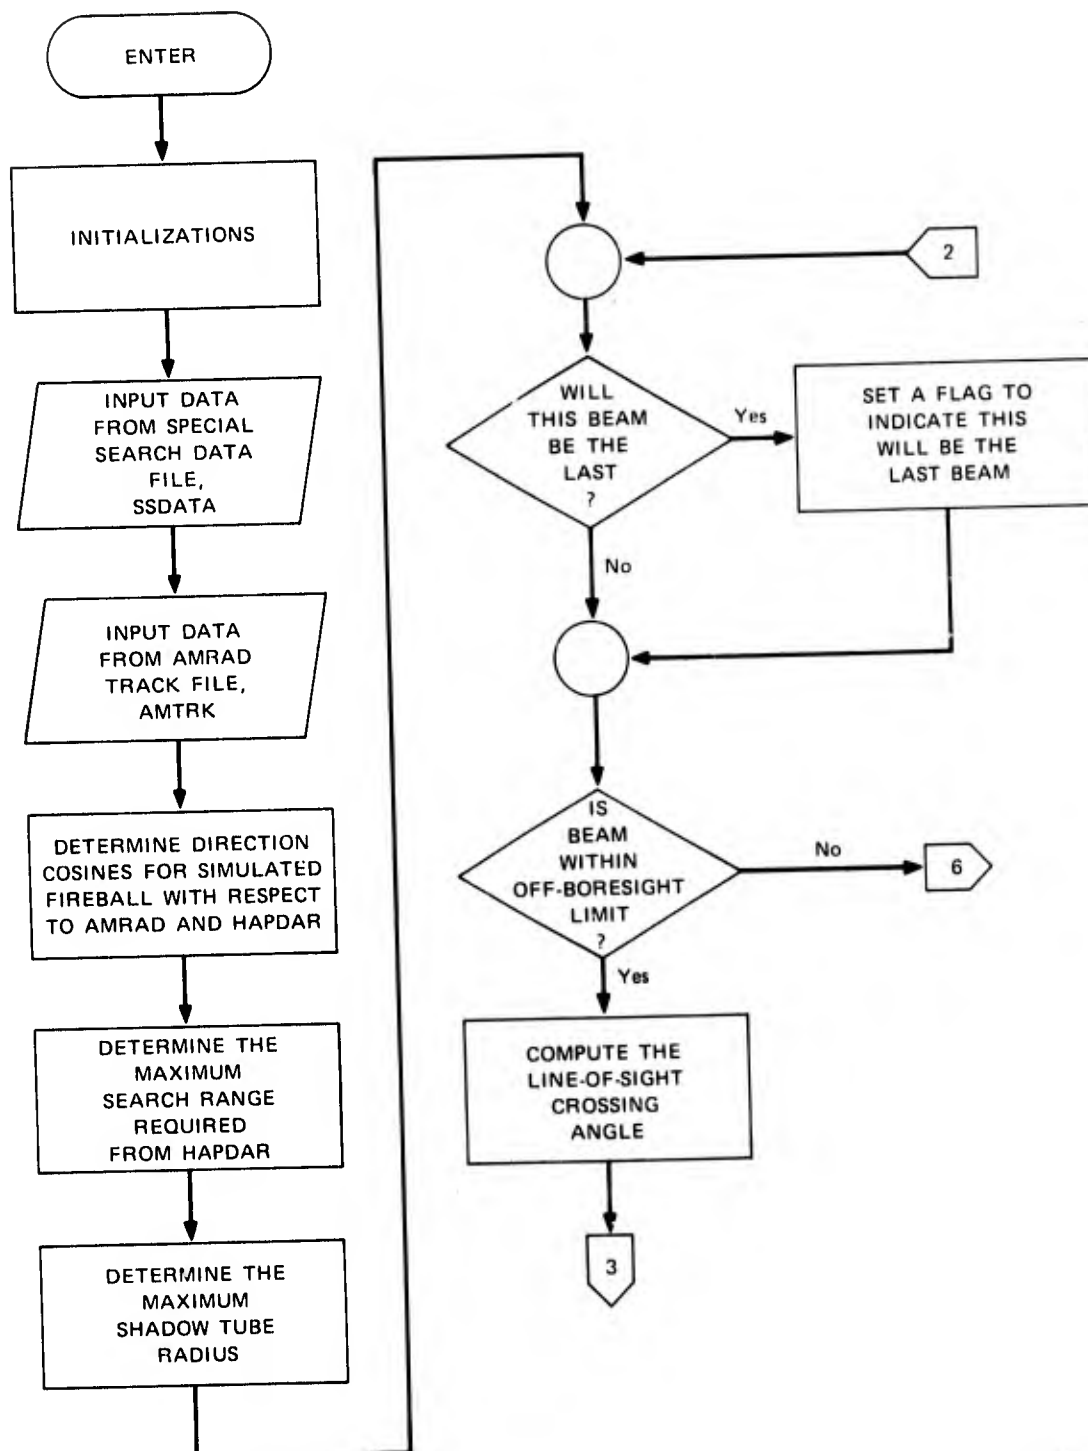 ENTER
INITIALIZATIONS
INPUT DATA
FROM SPECIAL
SEARCH DATA
FILE,
SSDATA
INPUT DATA
FROM AMRAD
TRACK FILE,
AMTRK
DETERMINE DIRECTION
COSINES FOR SIMULATED
FIREBALL WITH RESPECT
TO AMRAD AND HAPDAR
DETERMINE THE
MAXIMUM
SEARCH RANGE
REQUIRED
FROM HAPDAR
DETERMINE THE
MAXIMUM
SHADOW TUBE
RADIUS
2
WILL
THIS BEAM
BE THE
LAST
?
Yes
SET A FLAG TO
INDICATE THIS
WILL BE THE
LAST BEAM
No
IS
BEAM
WITHIN
OFF-BORESIGHT
LIMIT
?
No
6
Yes
COMPUTE THE
LINE-OF-SIGHT
CROSSING
ANGLE
3